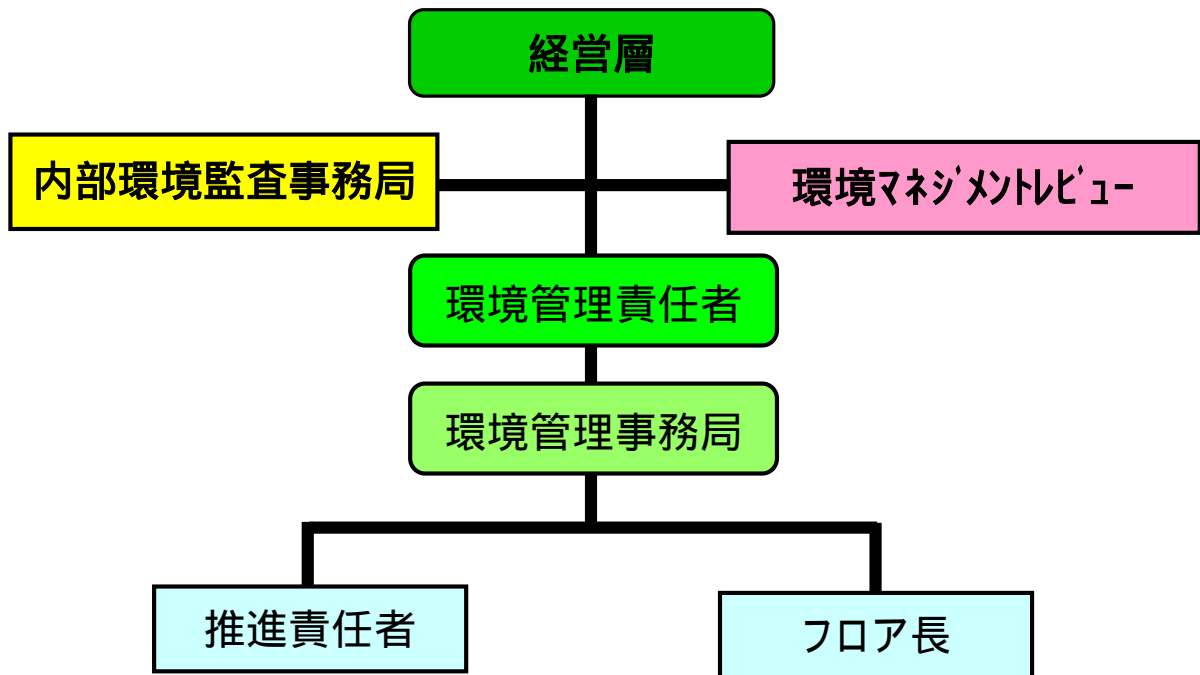 経営層
内部環境監査事務局
環境ﾏﾈｼﾞﾒﾝﾄﾚﾋﾞｭｰ
環境管理責任者
環境管理事務局
推進責任者
フロア長